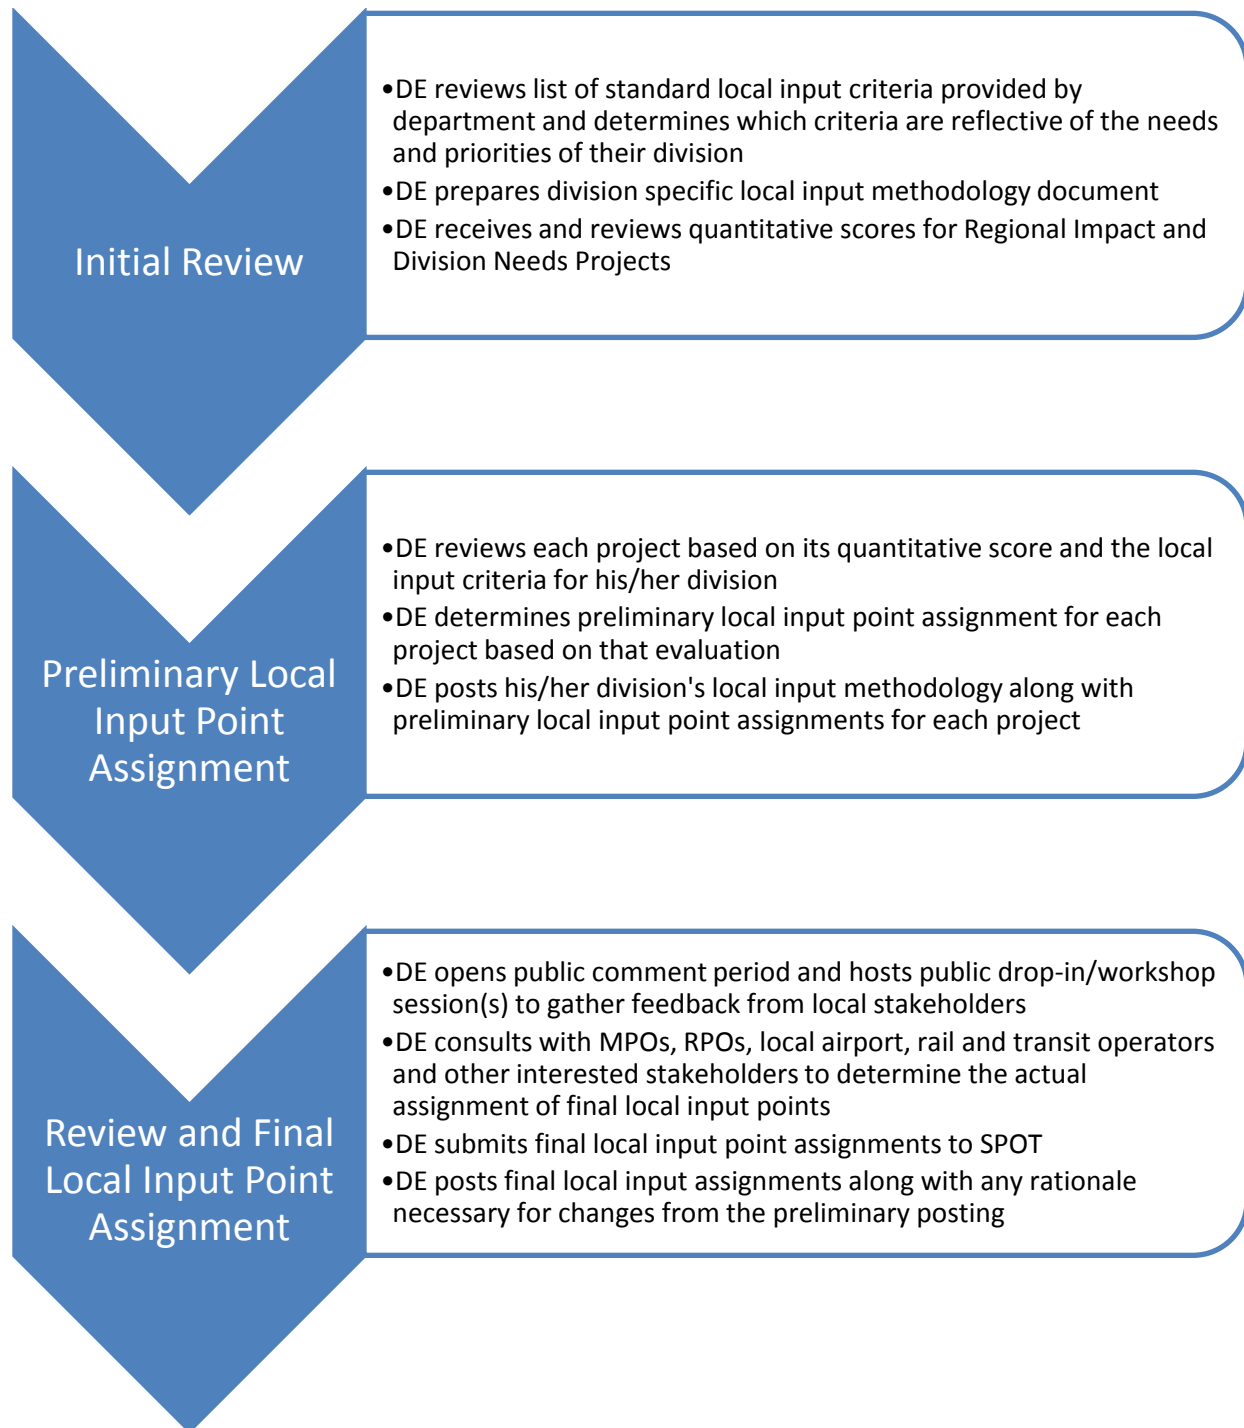 Initial Review
•DE reviews list of standard local input criteria provided by
department and determines which criteria are reflective of the needs
and priorities of their division
•DE prepares division specific local input methodology document
•DE receives and reviews quantitative scores for Regional Impact and
Division Needs Projects
Preliminary Local
Input Point
Assignment
•DE reviews each project based on its quantitative score and the local
input criteria for his/her division
•DE determines preliminary local input point assignment for each
project based on that evaluation
•DE posts his/her division's local input methodology along with
preliminary local input point assignments for each project
Review and Final
Local Input Point
Assignment
•DE opens public comment period and hosts public drop-in/workshop
session(s) to gather feedback from local stakeholders
•DE consults with MPOs, RPOs, local airport, rail and transit operators
and other interested stakeholders to determine the actual
assignment of final local input points
•DE submits final local input point assignments to SPOT
•DE posts final local input assignments along with any rationale
necessary for changes from the preliminary posting